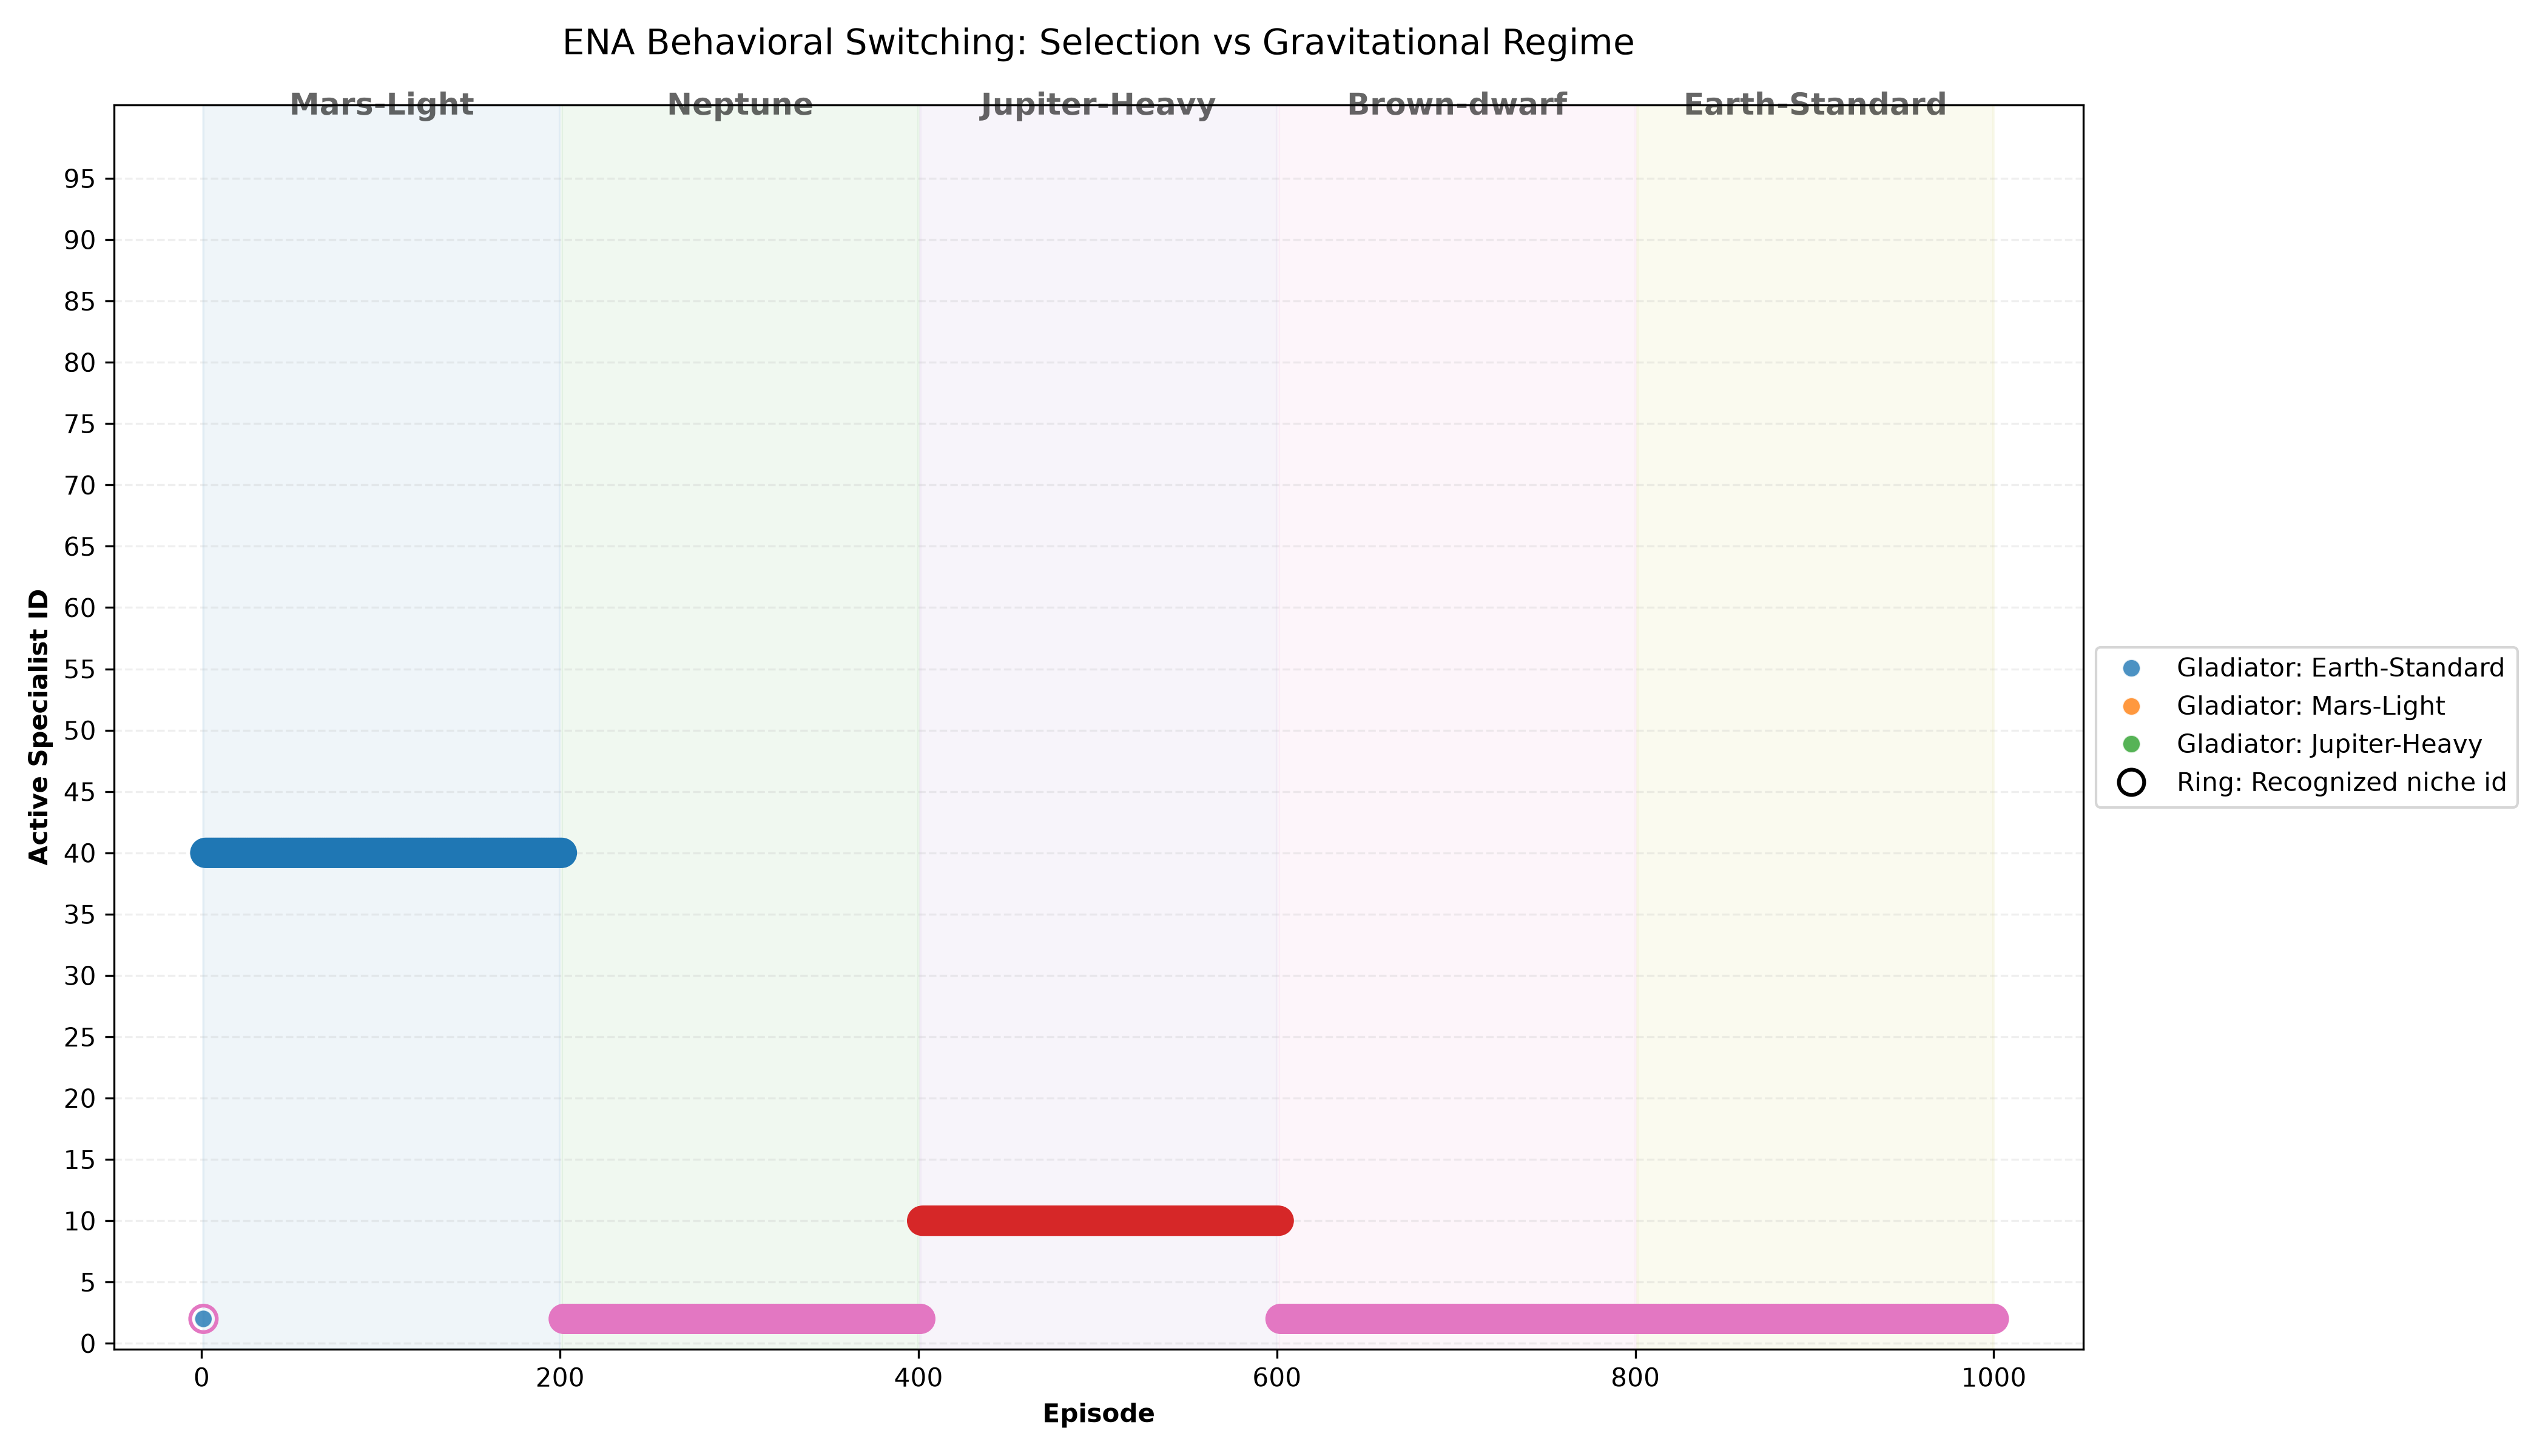 ENA Behavioral Switching: Selection vs Gravitational Regime
Mars-Light
Neptune
Jupiter-Heavy
Brown-dwarf
Earth-Standard
95
90
85
80
75
70
65
60
55
50
45
40
35
30
25
20
15
10
5
0
Active Specialist ID
0
200
400
600
800
1000
Episode
Gladiator: Earth-Standard
Gladiator: Mars-Light
Gladiator: Jupiter-Heavy
Ring: Recognized niche id